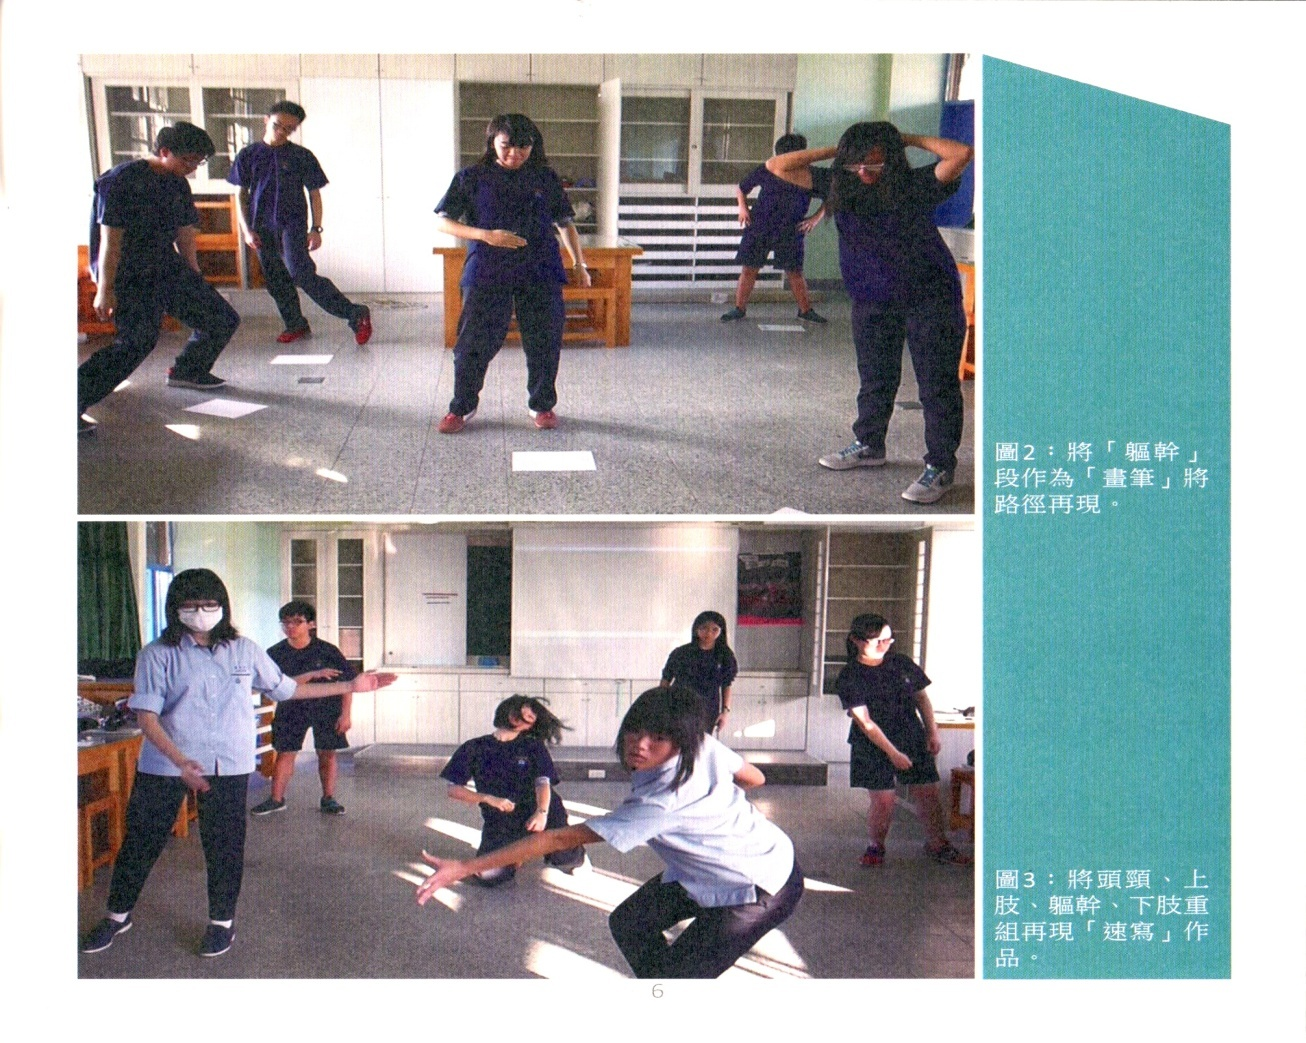 圖2：將「軀幹」
段作為「畫筆」將
路徑再現。
圖3：將頭頸、上
肢、軀幹、下肢重
組再現「速寫」作
品。
6